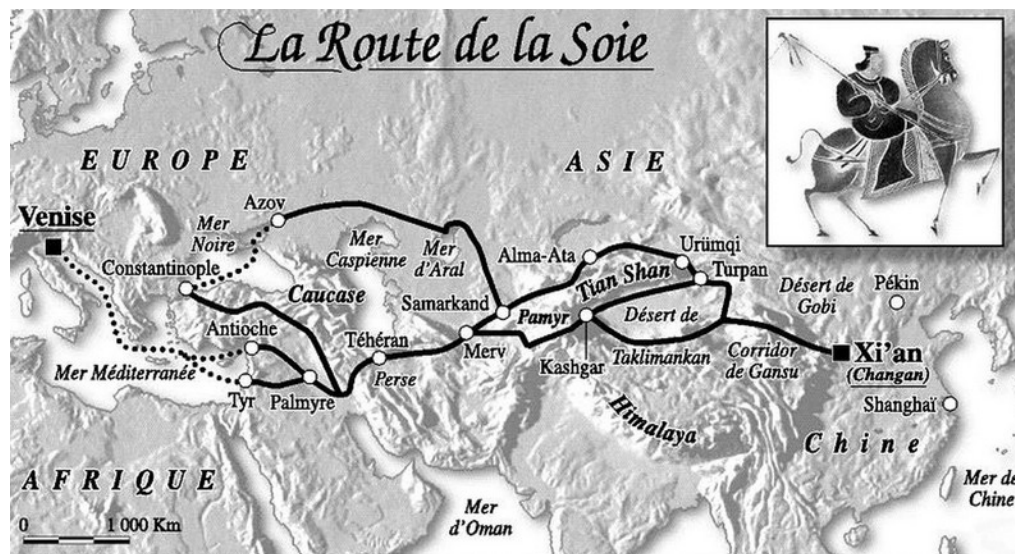 La Route de la Soie
EUROPE
ASIE
Azov
Venise
Mer
Noire
Mer
Caspienne
Mer
d'Aral
Alma-Ata
Urümqi
Constantinople
Caucase
Tian Shan
Turpan
Samarkand
Pamyr
Désert de
Taklimankan
Désert de
Gobi
Pékin
Antioche
Téhéran
Merv
Kashgar
Corridor
de Gansu
Xi'an
(Changan)
Mer Méditerranée
Perse
Tyr
Palmyre
Himalaya
Shanghaï
Chine
AFRIQUE
Mer
d'Oman
Mer de
Chine
0 1 000 Km